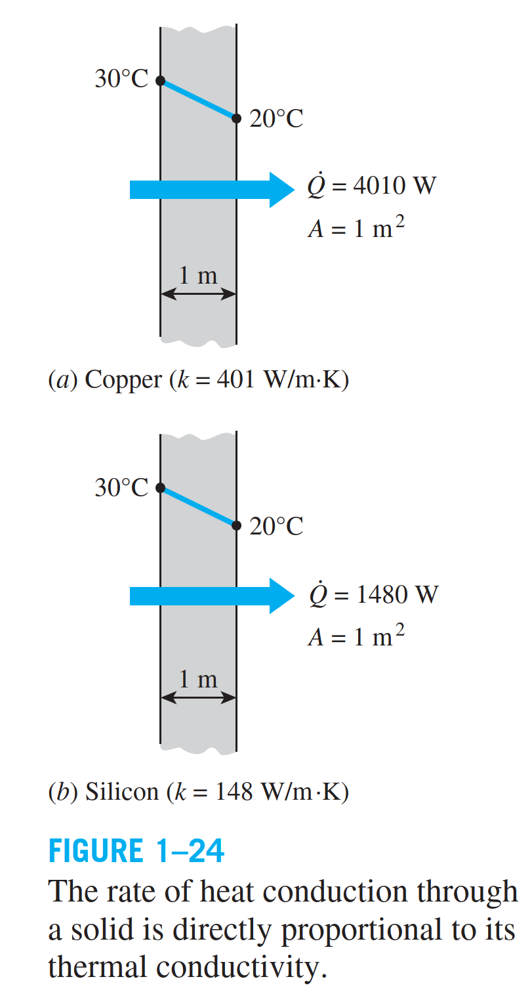 30°C
20°C
Q̇ = 4010 W
A = 1 m²
1 m
(a) Copper (k = 401 W/m·K)
30°C
20°C
Q̇ = 1480 W
A = 1 m²
1 m
(b) Silicon (k = 148 W/m·K)
FIGURE 1–24
The rate of heat conduction through
a solid is directly proportional to its
thermal conductivity.